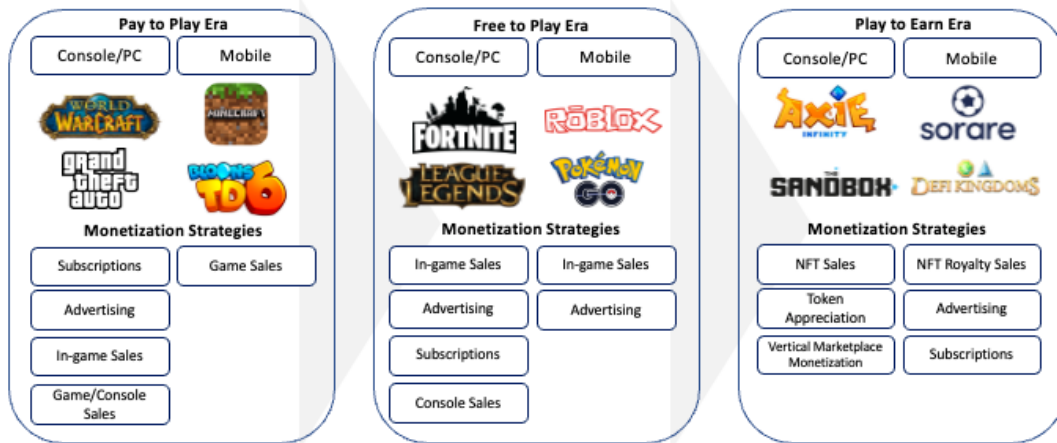 Pay to Play Era
Console/PC
Mobile
WORLD
WARCRAFT
MINECRAFT
grand
theft
auto
BLOONS
TD6
Monetization Strategies
Subscriptions
Game Sales
Advertising
In-game Sales
Game/Console
Sales
Free to Play Era
Console/PC
Mobile
FORTNITE
RŌBLOX
LEAGUE OF
LEGENDS
POKÉMON
GO
Monetization Strategies
In-game Sales
In-game Sales
Advertising
Advertising
Subscriptions
Console Sales
Play to Earn Era
Console/PC
Mobile
AXIE
INFINITY
sorare
THE
SANDBOX
DEFI KINGDOMS
Monetization Strategies
NFT Sales
NFT Royalty Sales
Token
Appreciation
Advertising
Vertical Marketplace
Monetization
Subscriptions